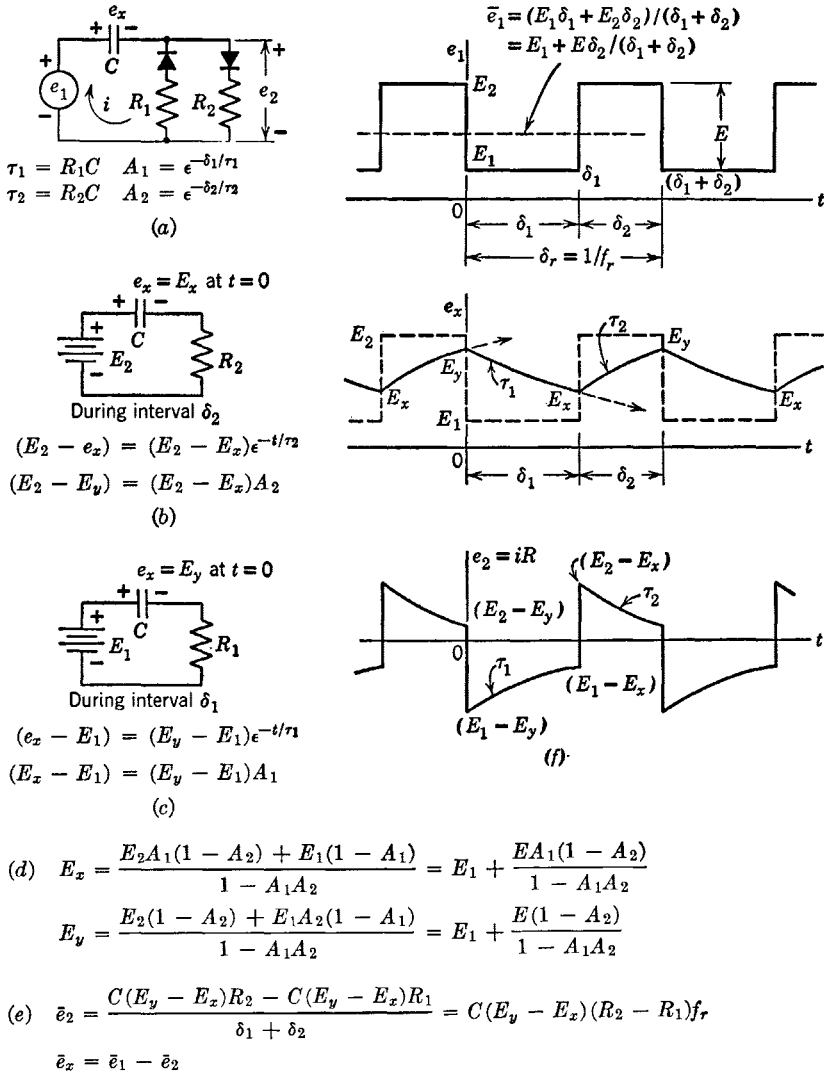 e_x
+ −
C
+ e_1 −
i
R_1
R_2
+ e_2 −
τ_1 = R_1C A_1 = ϵ^{−δ_1/τ_1}
τ_2 = R_2C A_2 = ϵ^{−δ_2/τ_2}
(a)
ē_1 = (E_1δ_1 + E_2δ_2)/(δ_1 + δ_2)
= E_1 + Eδ_2/(δ_1 + δ_2)
e_1
E_2
E
E_1
δ_1
(δ_1 + δ_2)
0
t
δ_1
δ_2
δ_r = 1/f_r
e_x = E_x at t = 0
+ −
C
+ E_2 −
R_2
During interval δ_2
(E_2 − e_x) = (E_2 − E_x)ϵ^{−t/τ_2}
(E_2 − E_y) = (E_2 − E_x)A_2
(b)
e_x
τ_2
E_2
E_y
E_y
E_x
τ_1
E_x
E_x
E_1
0
t
δ_1
δ_2
e_x = E_y at t = 0
+ −
C
+ E_1 −
R_1
During interval δ_1
(e_x − E_1) = (E_y − E_1)ϵ^{−t/τ_1}
(E_x − E_1) = (E_y − E_1)A_1
(c)
e_2 = iR
(E_2 − E_x)
τ_2
(E_2 − E_y)
0
t
τ_1
(E_1 − E_x)
(E_1 − E_y)
(f)
(d) E_x = \frac{E_2A_1(1 − A_2) + E_1(1 − A_1)}{1 − A_1A_2} = E_1 + \frac{EA_1(1 − A_2)}{1 − A_1A_2}
E_y = \frac{E_2(1 − A_2) + E_1A_2(1 − A_1)}{1 − A_1A_2} = E_1 + \frac{E(1 − A_2)}{1 − A_1A_2}
(e) ē_2 = \frac{C(E_y − E_x)R_2 − C(E_y − E_x)R_1}{δ_1 + δ_2} = C(E_y − E_x)(R_2 − R_1)f_r
ē_x = ē_1 − ē_2